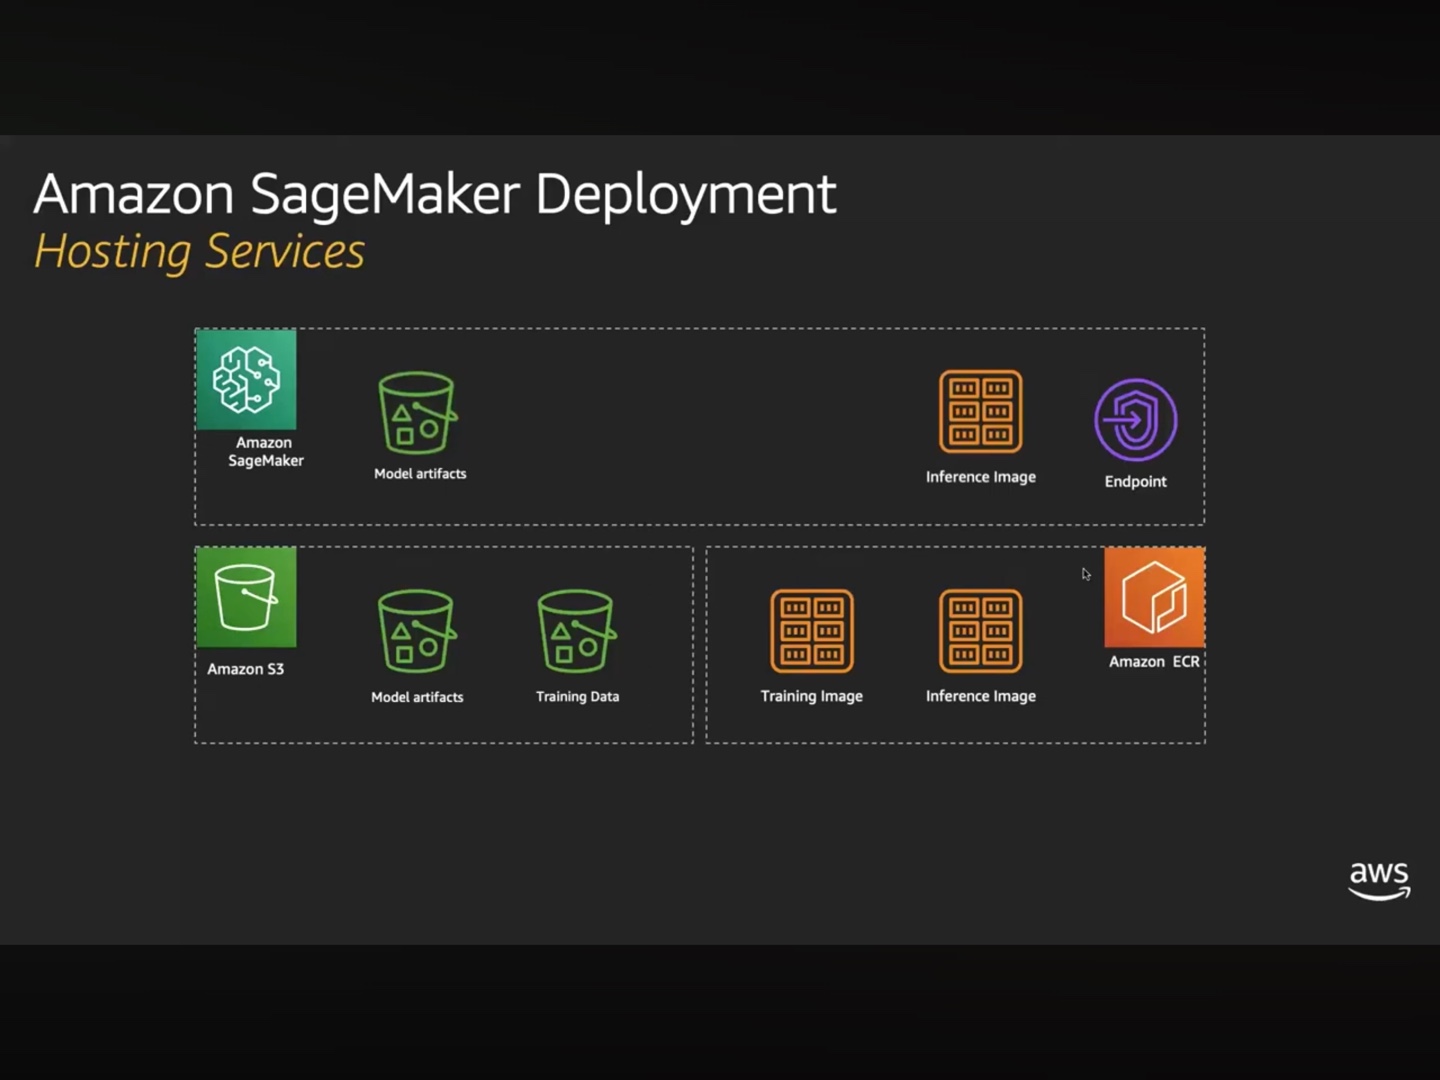 Amazon SageMaker Deployment
Hosting Services
Amazon
SageMaker
Model artifacts
Inference Image
Endpoint
Amazon S3
Model artifacts
Training Data
Training Image
Inference Image
Amazon ECR
aws